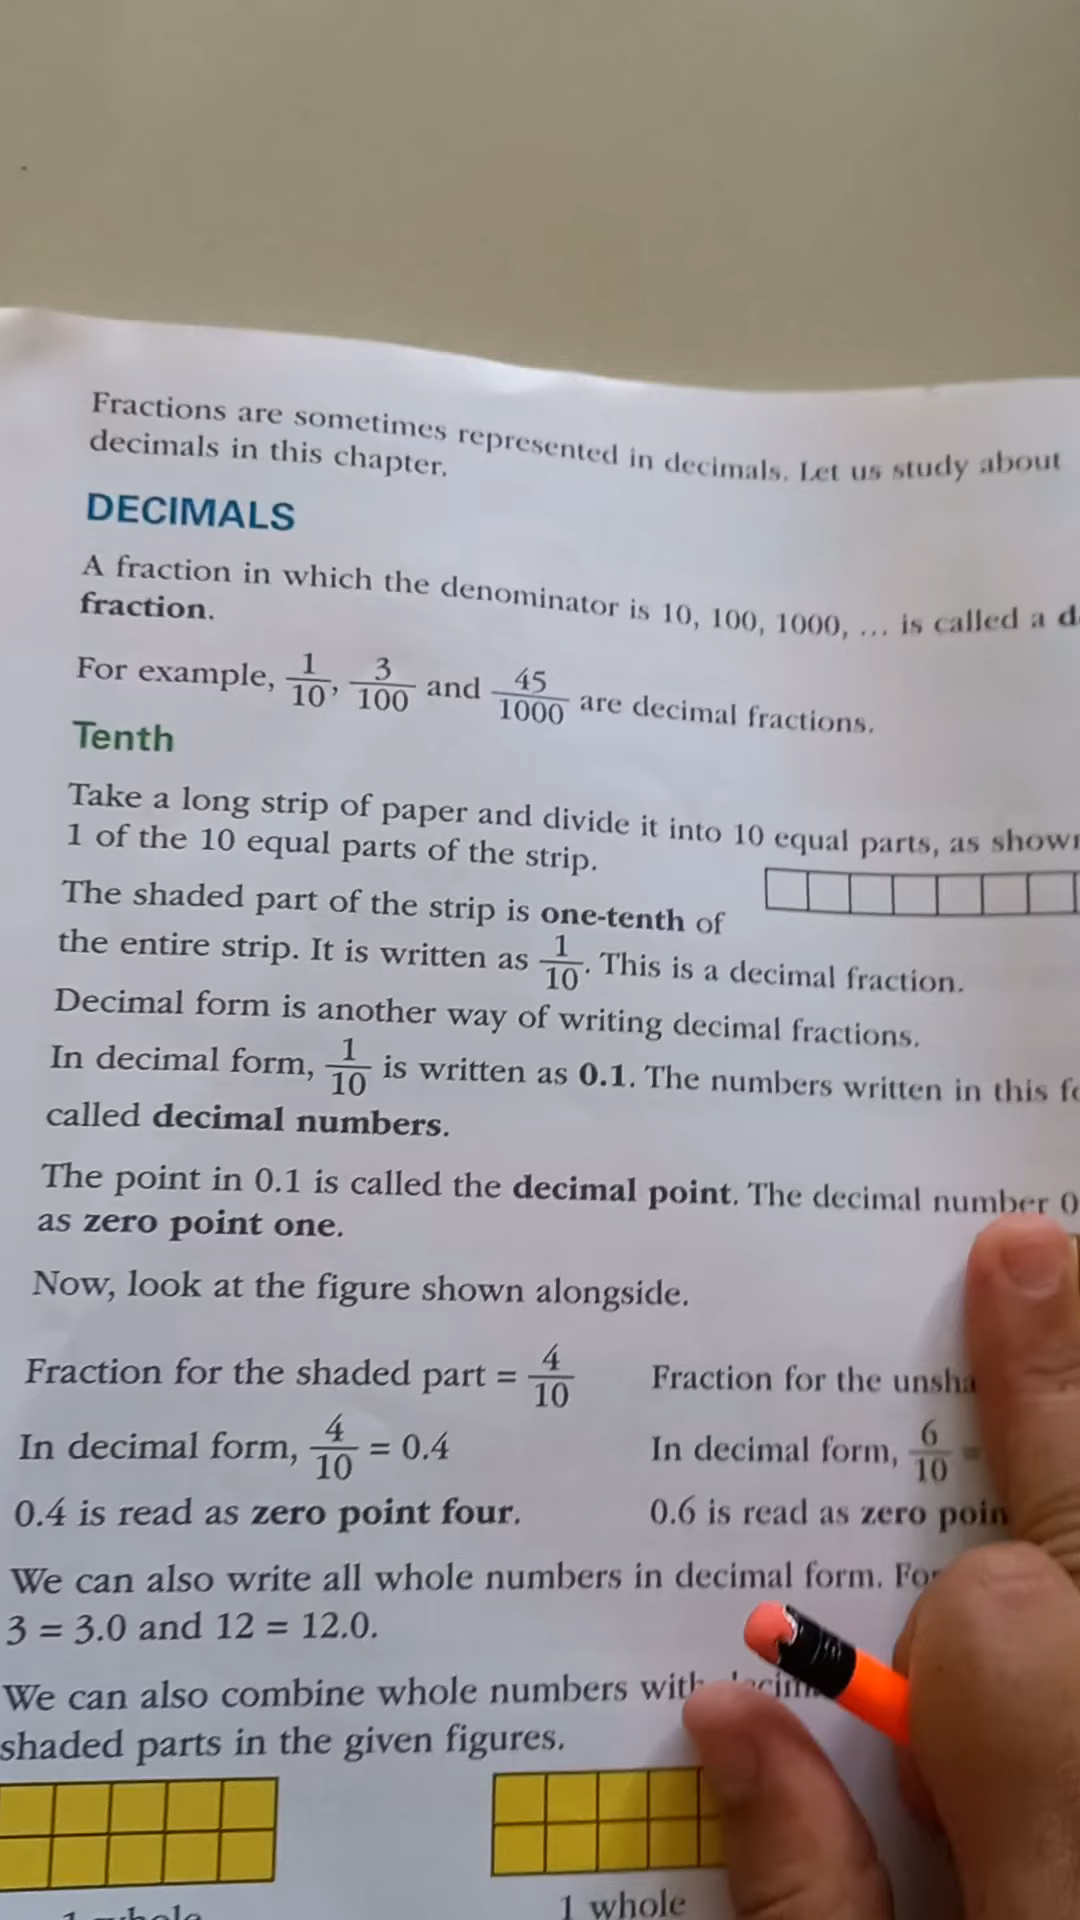 Fractions are sometimes represented in decimals. Let us study about
decimals in this chapter.
DECIMALS
A fraction in which the denominator is 10, 100, 1000, ... is called a
fraction.
For example, 1/10, 3/100 and 45/1000 are decimal fractions.
Tenth
Take a long strip of paper and divide it into 10 equal parts, as shown
1 of the 10 equal parts of the strip.
The shaded part of the strip is one-tenth of
the entire strip. It is written as 1/10. This is a decimal fraction.
Decimal form is another way of writing decimal fractions.
In decimal form, 1/10 is written as 0.1. The numbers written in this
called decimal numbers.
The point in 0.1 is called the decimal point. The decimal number
as zero point one.
Now, look at the figure shown alongside.
Fraction for the shaded part = 4/10
Fraction for the
In decimal form, 4/10 = 0.4
In decimal form, 6/10 =
0.4 is read as zero point four.
0.6 is read as zero
We can also write all whole numbers in decimal form.
3 = 3.0 and 12 = 12.0.
We can also combine whole numbers
shaded parts in the given figures.
1 whole